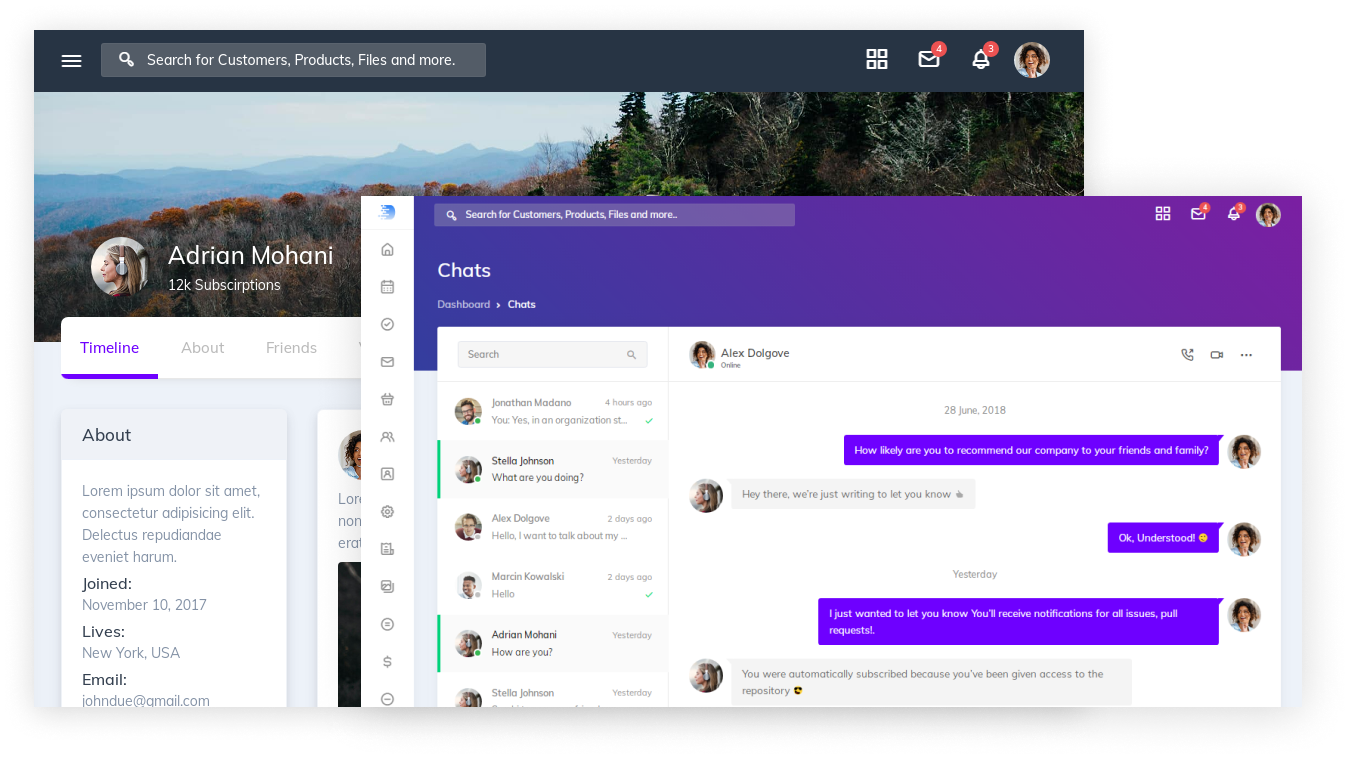 Search for Customers, Products, Files and more.
4
3
Adrian Mohani
12k Subscirptions
Timeline
About
Friends
About
Lorem ipsum dolor sit amet,
consectetur adipisicing elit.
Delectus repudiandae
eveniet harum.
Joined:
November 10, 2017
Lives:
New York, USA
Email:
johndue@gmail.com
Search for Customers, Products, Files and more..
4
3
Chats
Dashboard > Chats
Search
Jonathan Madano
4 hours ago
You: Yes, in an organization st...
Stella Johnson
Yesterday
What are you doing?
Alex Dolgove
2 days ago
Hello, I want to talk about my ...
Marcin Kowalski
2 days ago
Hello
Adrian Mohani
Yesterday
How are you?
Stella Johnson
Yesterday
Alex Dolgove
Online
28 June, 2018
How likely are you to recommend our company to your friends and family?
Hey there, we’re just writing to let you know
Ok, Understood! 🙂
Yesterday
I just wanted to let you know You’ll receive notifications for all issues, pull
requests!.
You were automatically subscribed because you’ve been given access to the
repository 😎